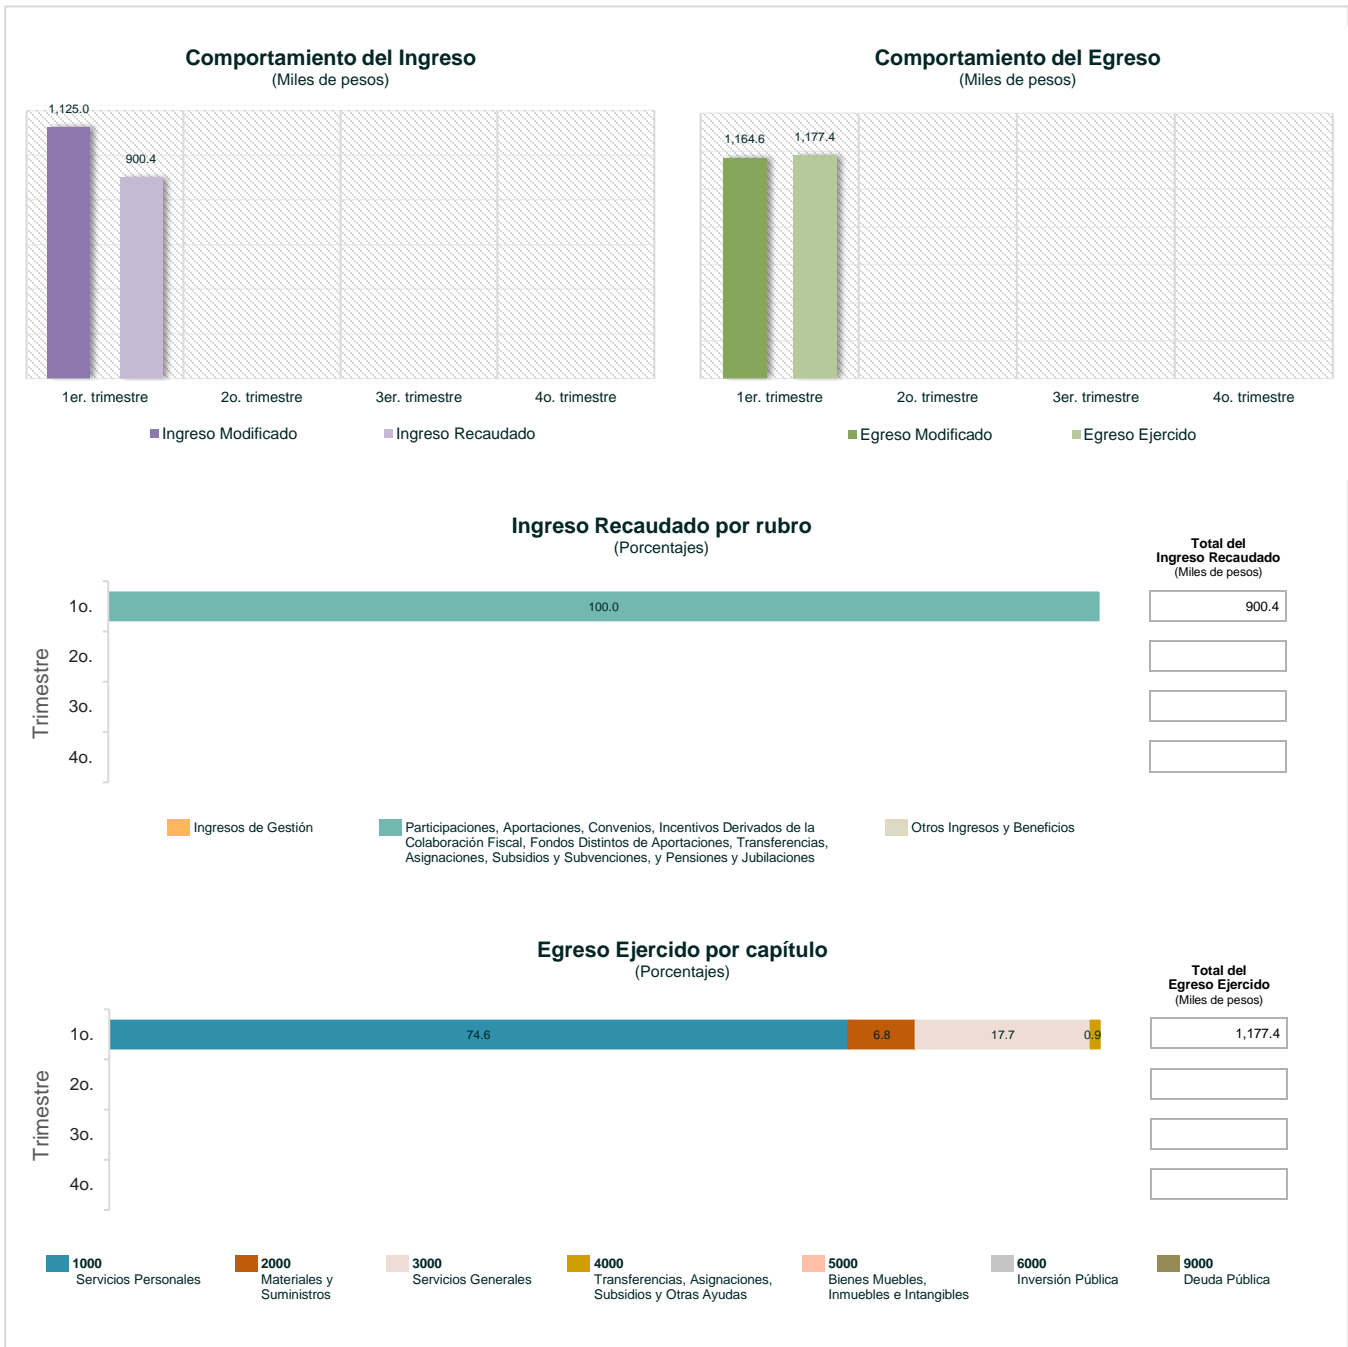 Comportamiento del Ingreso
(Miles de pesos)
1,125.0
900.4
1er. trimestre
2o. trimestre
3er. trimestre
4o. trimestre
Ingreso Modificado
Ingreso Recaudado
Comportamiento del Egreso
(Miles de pesos)
1,164.6
1,177.4
1er. trimestre
2o. trimestre
3er. trimestre
4o. trimestre
Egreso Modificado
Egreso Ejercido
Ingreso Recaudado por rubro
(Porcentajes)
Total del
Ingreso Recaudado
(Miles de pesos)
Trimestre
1o.
100.0
900.4
2o.
3o.
4o.
Ingresos de Gestión
Participaciones, Aportaciones, Convenios, Incentivos Derivados de la
Colaboración Fiscal, Fondos Distintos de Aportaciones, Transferencias,
Asignaciones, Subsidios y Subvenciones, y Pensiones y Jubilaciones
Otros Ingresos y Beneficios
Egreso Ejercido por capítulo
(Porcentajes)
Total del
Egreso Ejercido
(Miles de pesos)
Trimestre
1o.
74.6
6.8
17.7
0.9
1,177.4
2o.
3o.
4o.
1000
Servicios Personales
2000
Materiales y
Suministros
3000
Servicios Generales
4000
Transferencias, Asignaciones,
Subsidios y Otras Ayudas
5000
Bienes Muebles,
Inmuebles e Intangibles
6000
Inversión Pública
9000
Deuda Pública